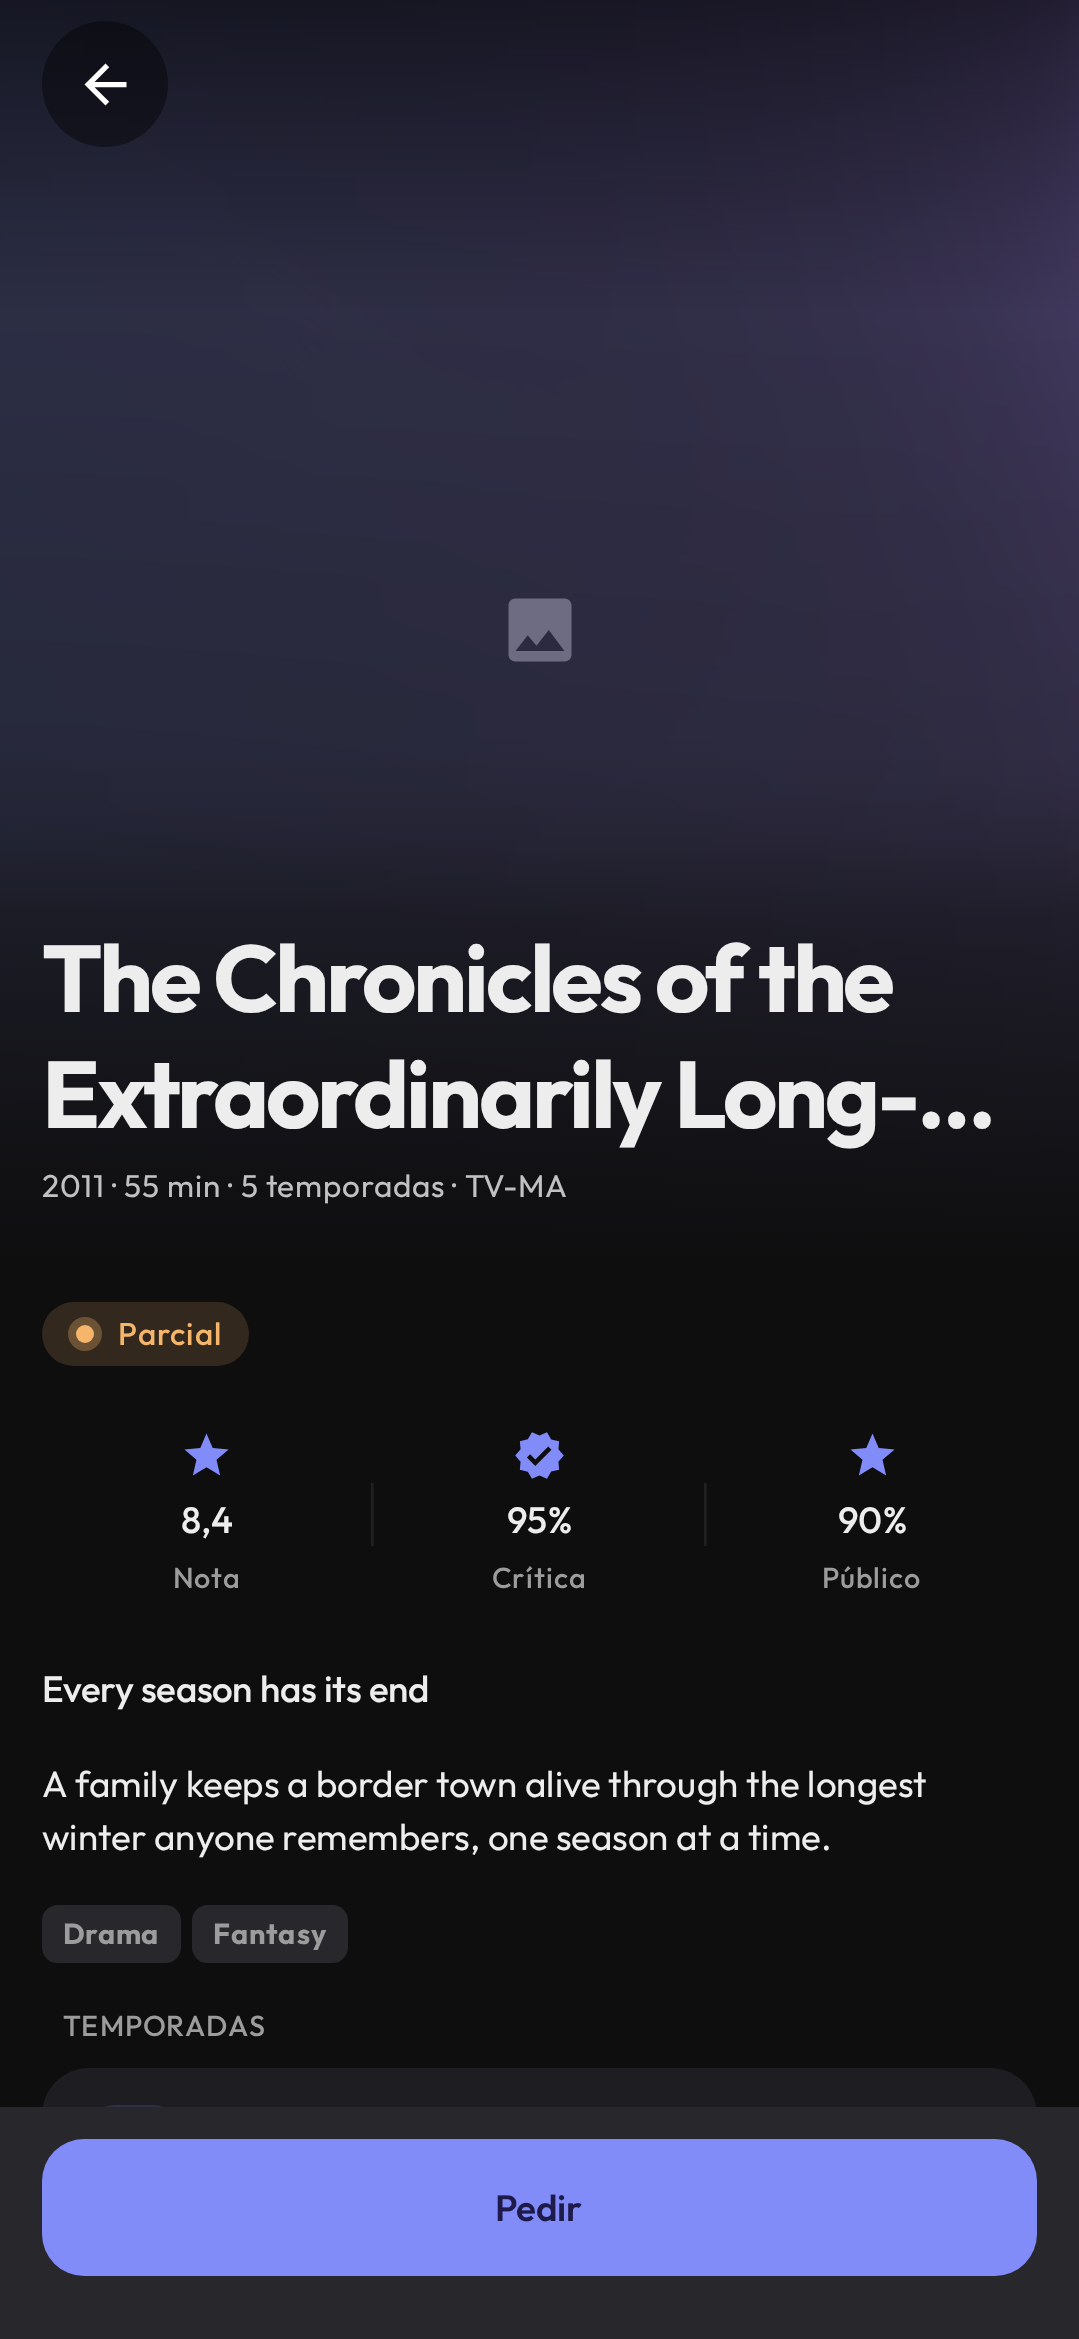 The Chronicles of the
Extraordinarily Long-...
2011 · 55 min · 5 temporadas · TV-MA
Parcial
8,4
95%
90%
Nota
Crítica
Público
Every season has its end
A family keeps a border town alive through the longest
winter anyone remembers, one season at a time.
Drama
Fantasy
TEMPORADAS
Pedir